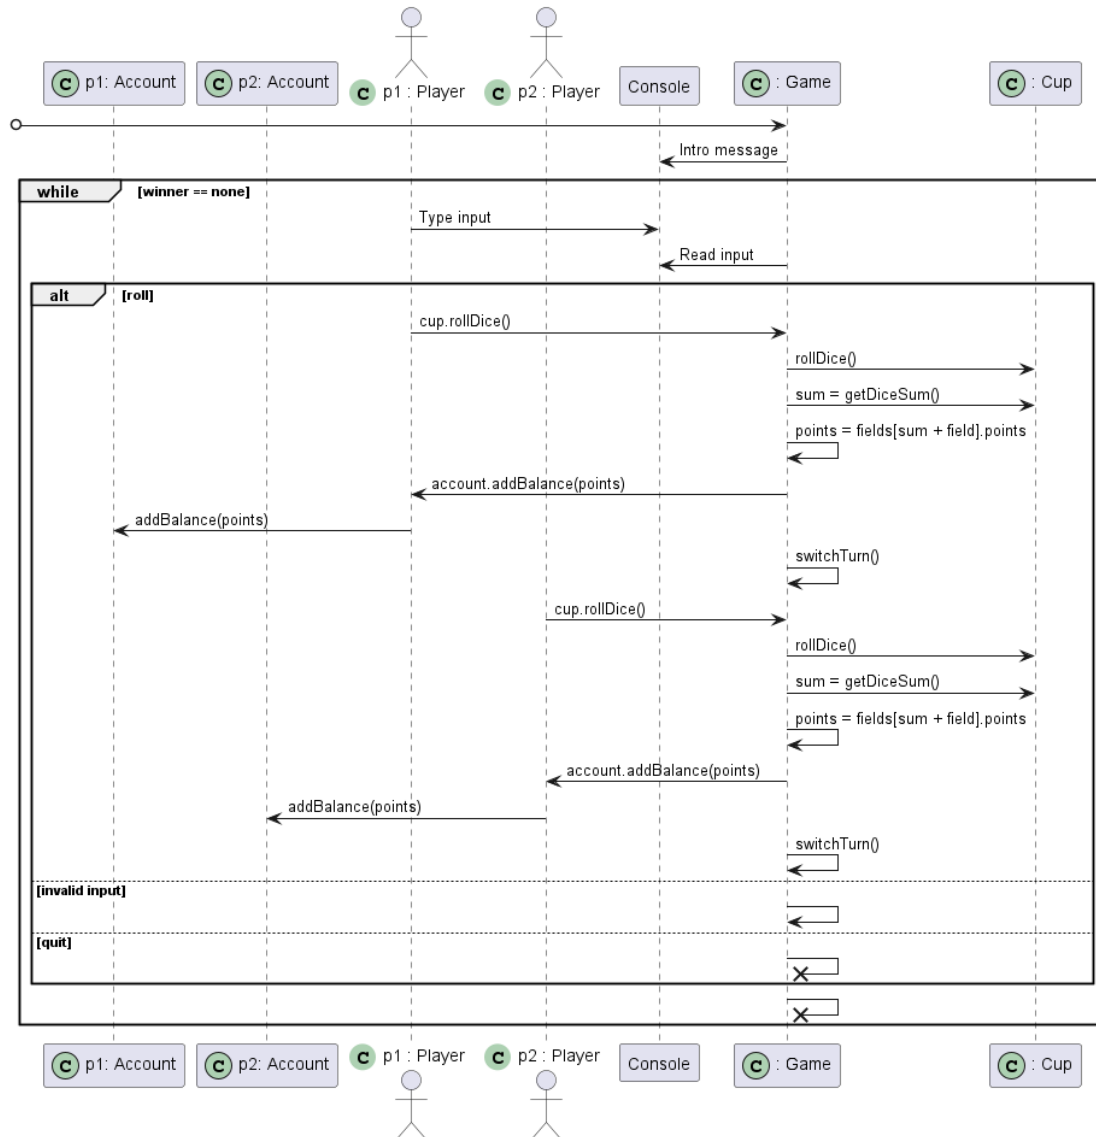 C p1: Account C p2: Account C p1 : Player C p2 : Player Console C : Game C : Cup
Intro message
while [winner == none]
Type input
Read input
alt [roll]
cup.rollDice()
rollDice()
sum = getDiceSum()
points = fields[sum + field].points
account.addBalance(points)
addBalance(points)
switchTurn()
cup.rollDice()
rollDice()
sum = getDiceSum()
points = fields[sum + field].points
account.addBalance(points)
addBalance(points)
switchTurn()
[invalid input]
[quit]
C p1: Account C p2: Account C p1 : Player C p2 : Player Console C : Game C : Cup